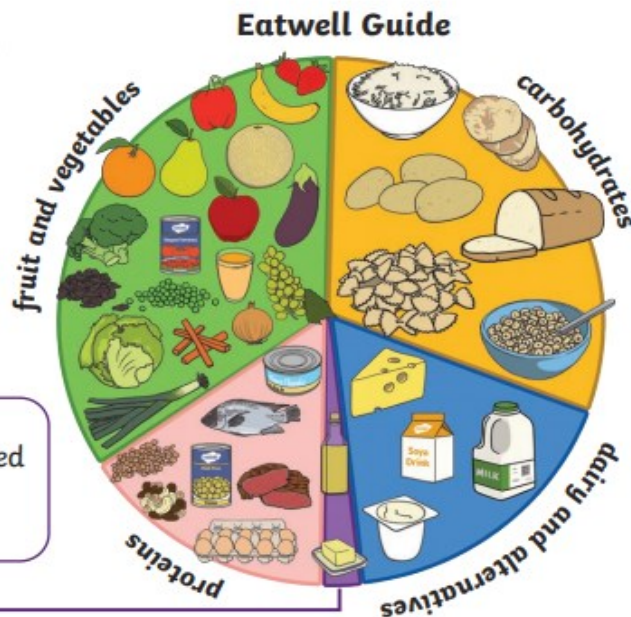 Eatwell Guide
fruit and vegetables
carbohydrates
ed
Soya
Drink
MILK
proteins
dairy and alternatives